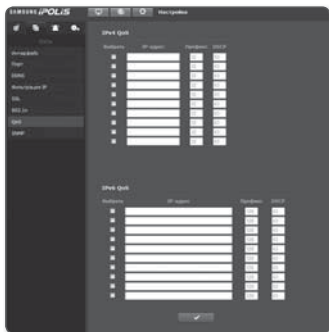 SAMSUNG iPOLiS
Настройка
Сеть
Интерфейс
Порт
DDNS
Фильтрация IP
SSL
802.1x
QoS
SNMP
IPv4 QoS
Выбрать IP-адрес Префикс DSCP
IPv6 QoS
Выбрать IP-адрес Префикс DSCP